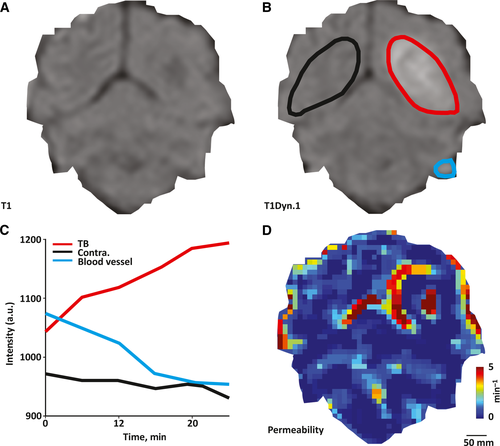 A
B
T1
T1Dyn.1
C
D
TB
Contra.
Blood vessel
1200
1100
1000
900
Intensity (a.u.)
0
12
20
Time, min
5
0
min⁻¹
Permeability
50 mm